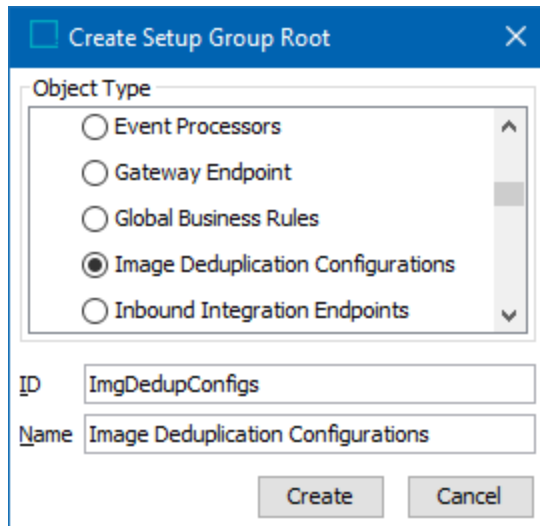 Create Setup Group Root
Object Type
Event Processors
Gateway Endpoint
Global Business Rules
Image Deduplication Configurations
Inbound Integration Endpoints
ID ImgDedupConfigs
Name Image Deduplication Configurations
Create Cancel